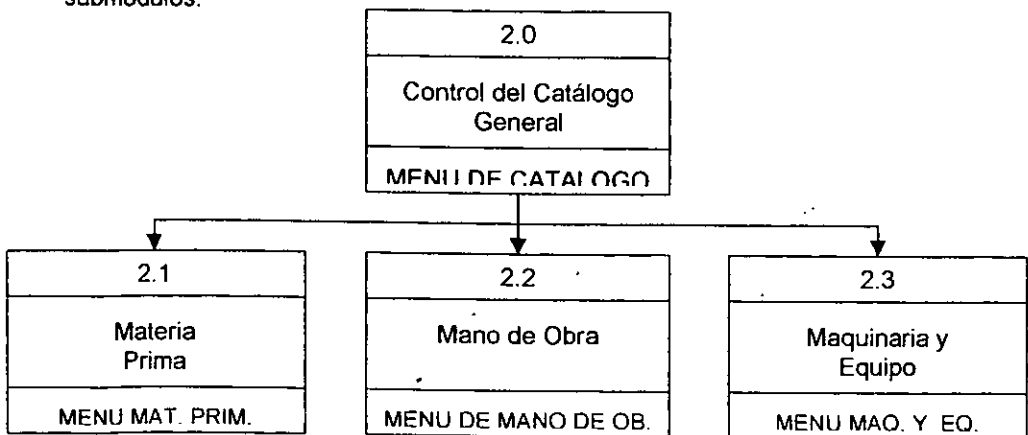 submódulos.
2.0
Control del Catálogo
General
MENU DE CATALOGO
2.1
Materia
Prima
MENU MAT. PRIM.
2.2
Mano de Obra
MENU DE MANO DE OB.
2.3
Maquinaria y
Equipo
MENU MAQ. Y EQ.